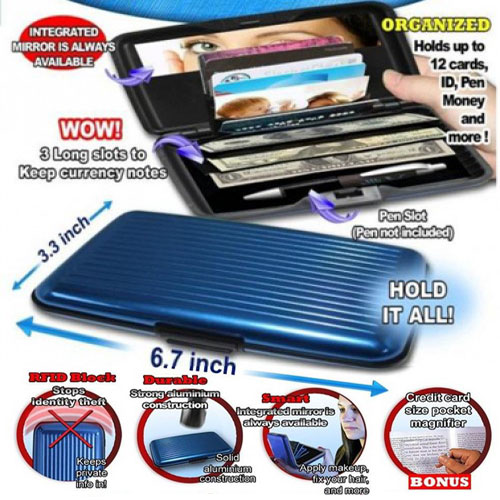 INTEGRATED
MIRROR IS ALWAYS
AVAILABLE
ORGANIZED
Holds up to
12 cards,
ID, Pen
Money
and
more !
WOW!
3 Long slots to
Keep currency notes
Pen Slot
(Pen not included)
3.3 inch
HOLD
IT ALL!
6.7 inch
RFID Block
Stops
identity theft
Keeps
private
info in!
Durable
Strong aluminium
construction
Solid
aluminium
construction
Smart
Integrated mirror is
always available
Apply makeup,
fix your hair,
and more
Credit card
size pocket
magnifier
BONUS